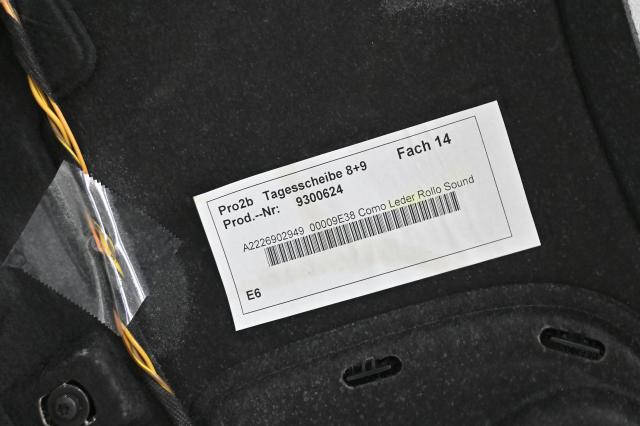 Pro2b Tagesscheibe 8+9 Fach 14
Prod.--Nr: 9300624
A2226902949 00009E38 Como Leder Rollo Sound
E6